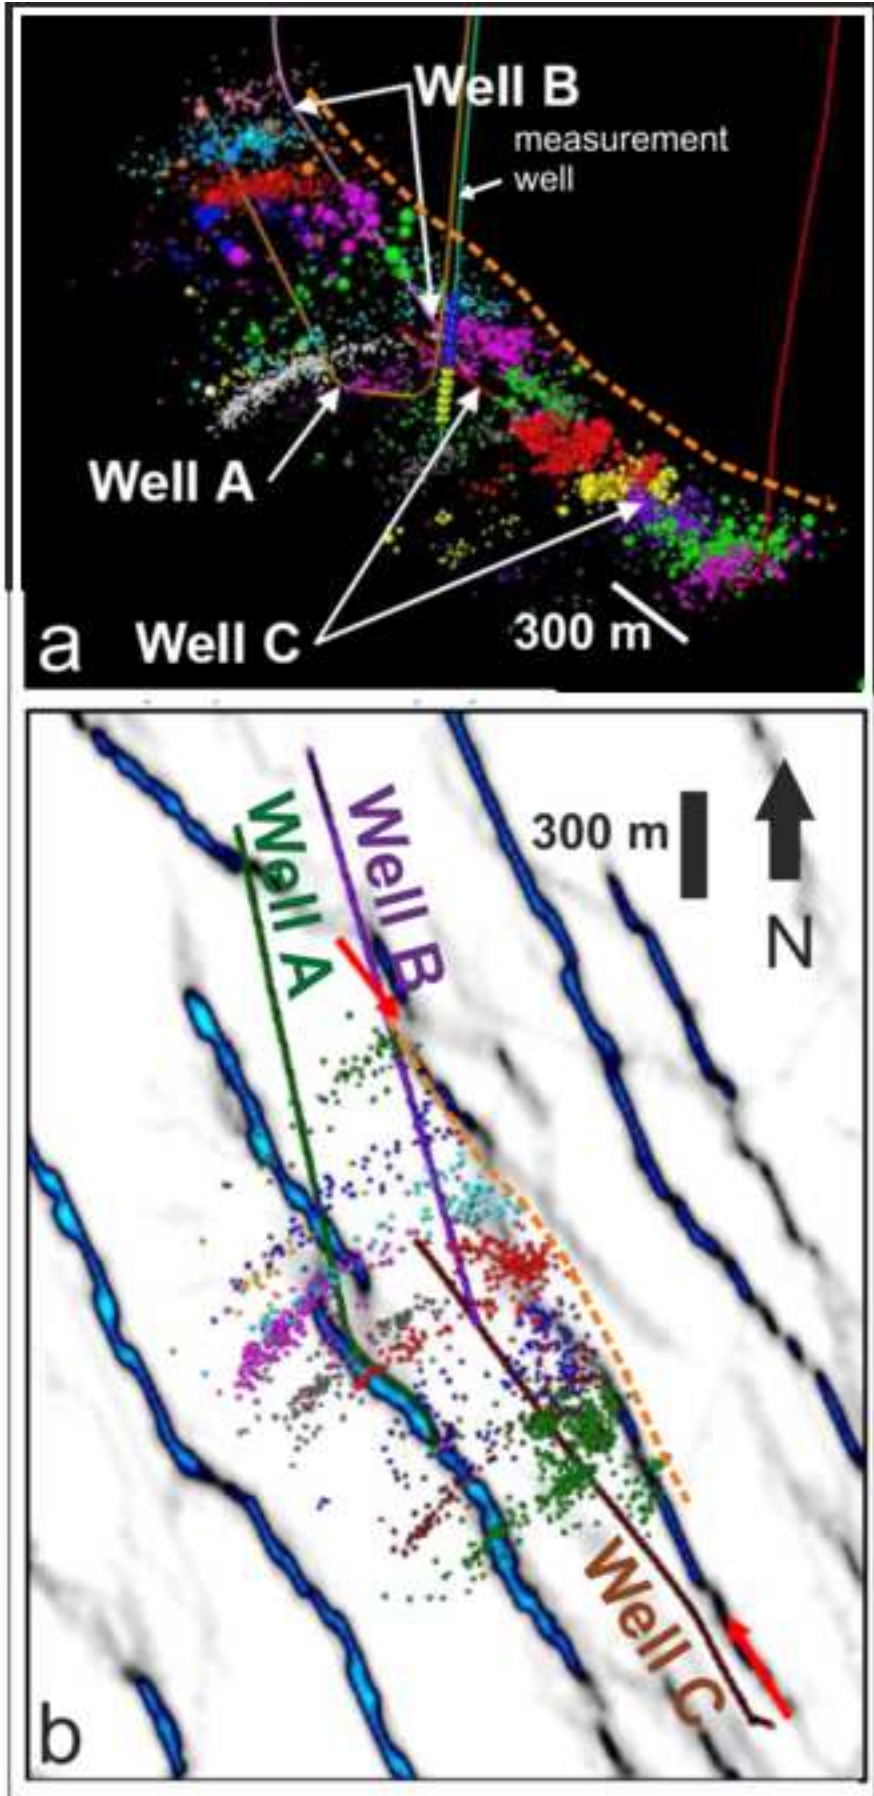 Well B
measurement
well
Well A
Well C
300 m
a
Well A
Well B
300 m
N
Well C
b